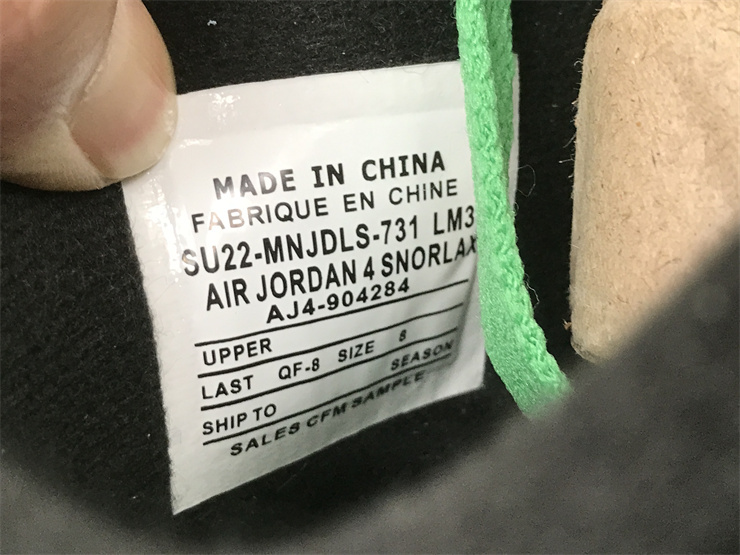 MADE IN CHINA
FABRIQUE EN CHINE
SU22-MNJDLS-731 LM3
AIR JORDAN 4 SNORLAX
AJ4-904284
UPPER
LAST QF-8 SIZE 8
SHIP TO SEASON
SALES CFM SAMPLE